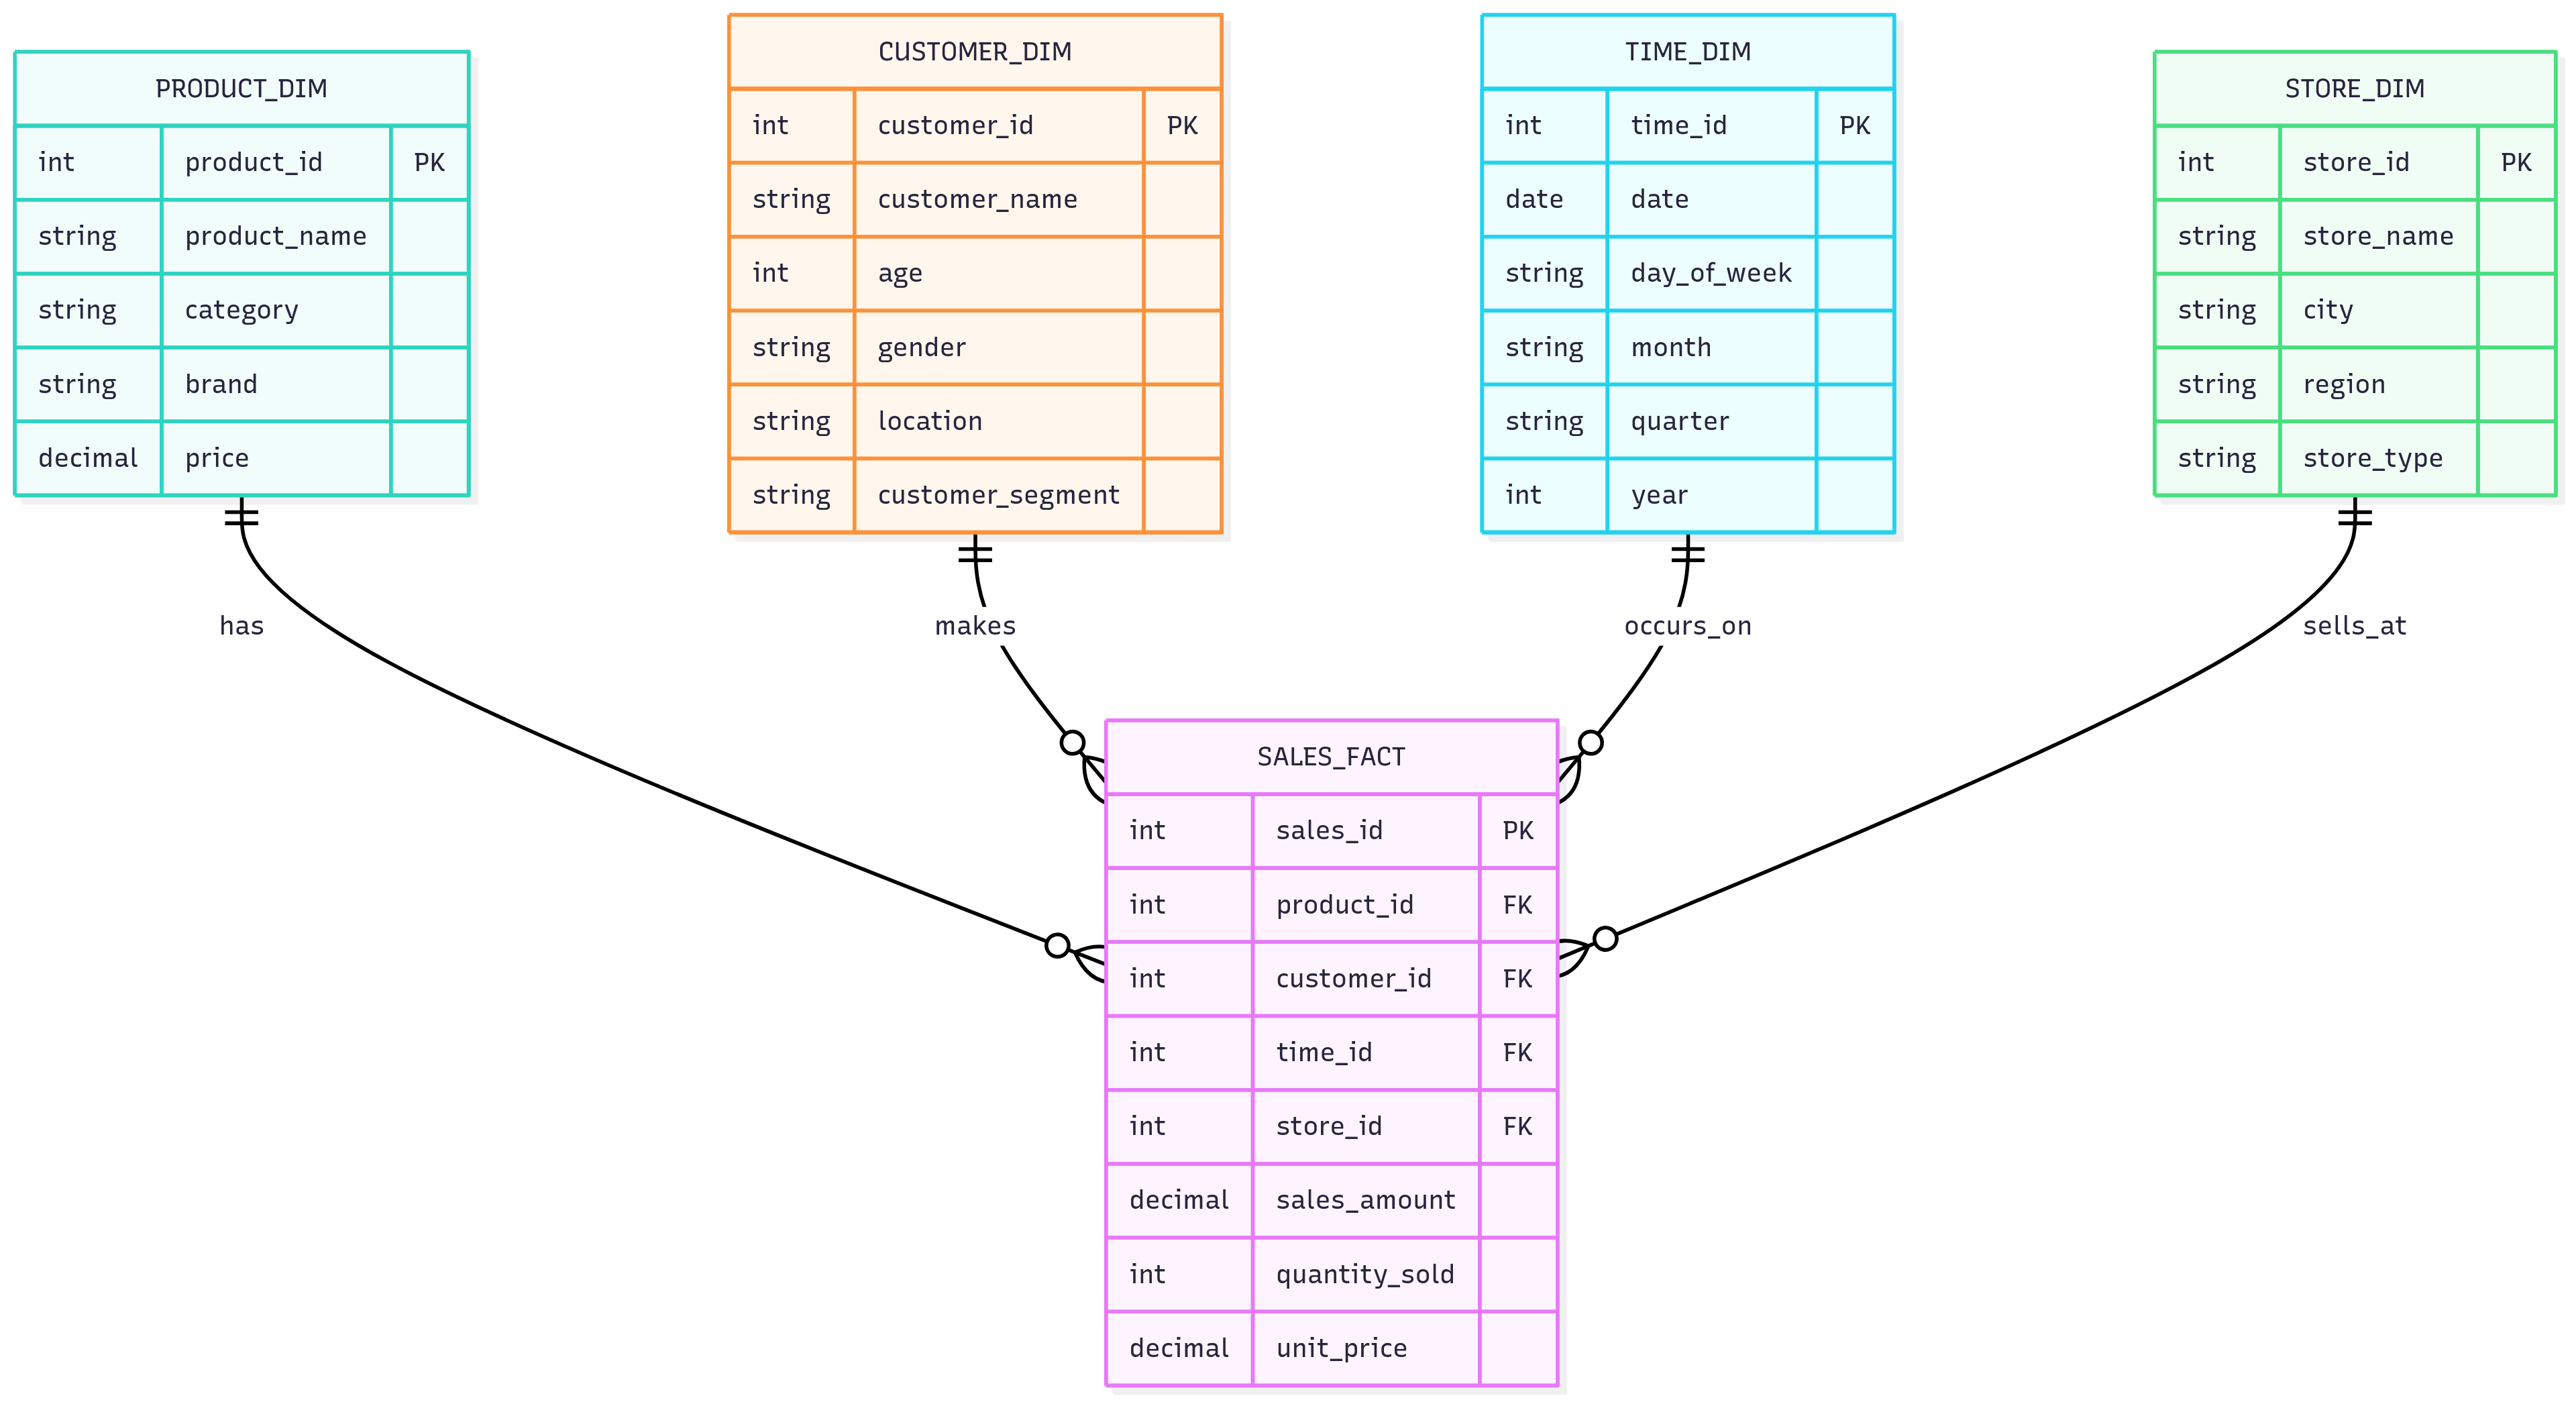 PRODUCT_DIM
int product_id PK
string product_name
string category
string brand
decimal price
CUSTOMER_DIM
int customer_id PK
string customer_name
int age
string gender
string location
string customer_segment
TIME_DIM
int time_id PK
date date
string day_of_week
string month
string quarter
int year
STORE_DIM
int store_id PK
string store_name
string city
string region
string store_type
has
makes
occurs_on
sells_at
SALES_FACT
int sales_id PK
int product_id FK
int customer_id FK
int time_id FK
int store_id FK
decimal sales_amount
int quantity_sold
decimal unit_price